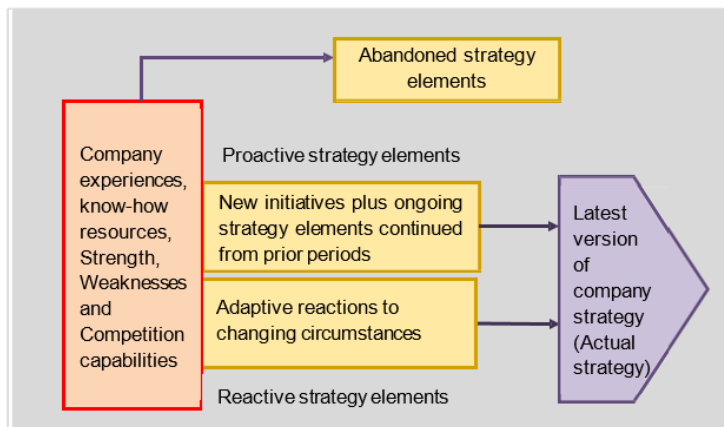 Abandoned strategy
elements
Company
experiences,
know-how
resources,
Strength,
Weaknesses
and
Competition
capabilities
Proactive strategy elements
New initiatives plus ongoing
strategy elements continued
from prior periods
Adaptive reactions to
changing circumstances
Reactive strategy elements
Latest
version
of
company
strategy
(Actual
strategy)